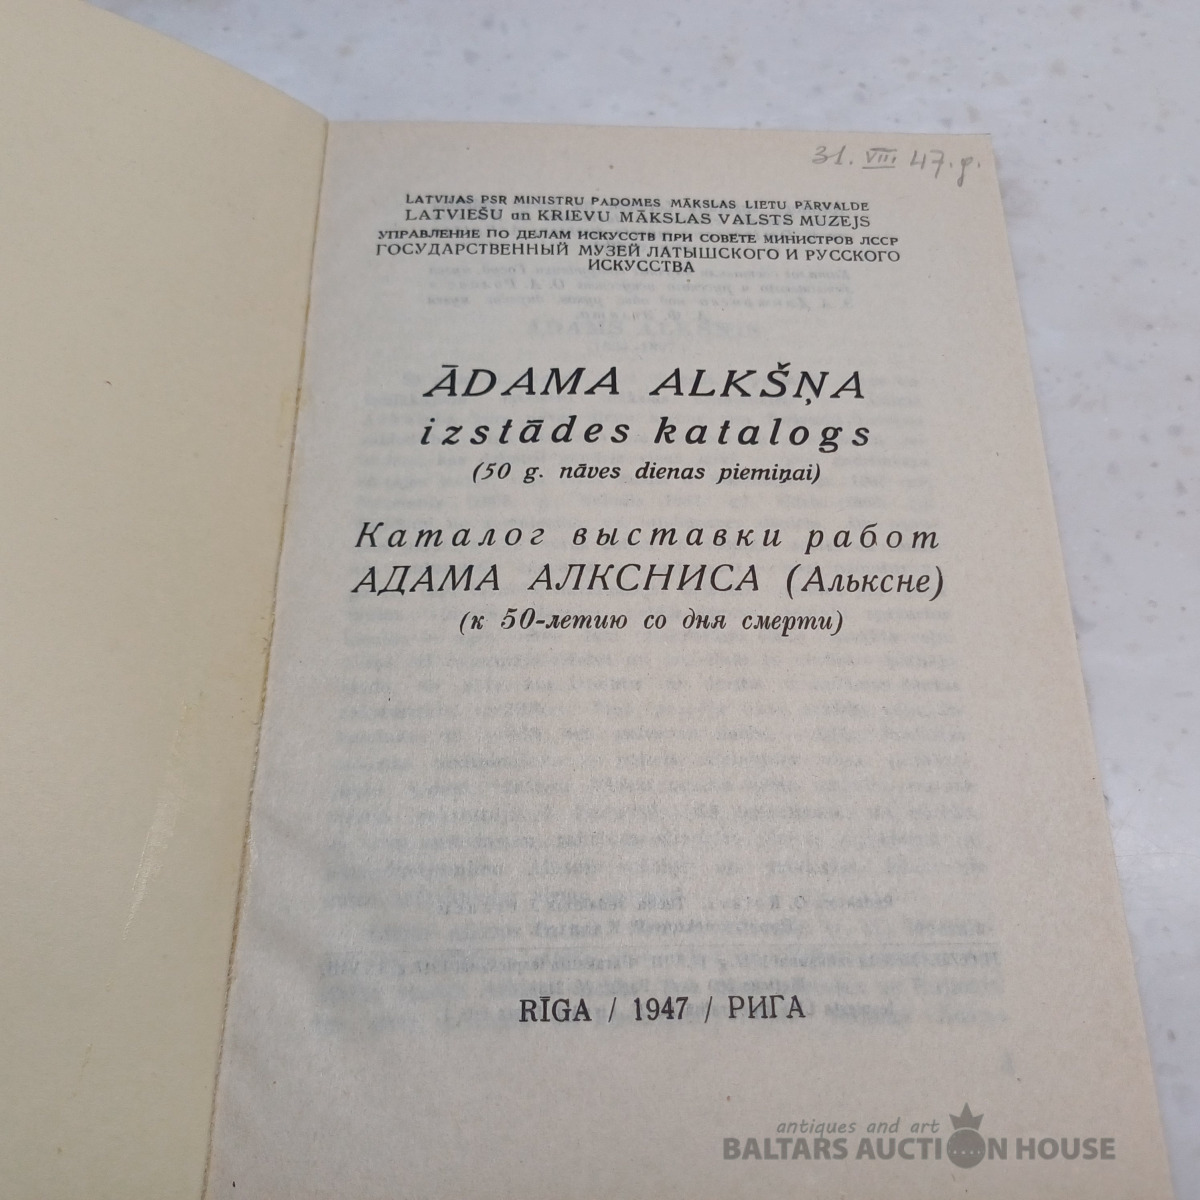 31. VIII 47. g.
LATVIJAS PSR MINISTRU PADOMES MĀKSLAS LIETU PĀRVALDE
LATVIEŠU un KRIEVU MĀKSLAS VALSTS MUZEJS
УПРАВЛЕНИЕ ПО ДЕЛАМ ИСКУССТВ ПРИ СОВЕТЕ МИНИСТРОВ ЛССР
ГОСУДАРСТВЕННЫЙ МУЗЕЙ ЛАТЫШСКОГО И РУССКОГО
ИСКУССТВА
ĀDAMA ALKŠŅA
izstādes katalogs
(50 g. nāves dienas piemiņai)
Каталог выставки работ
АДАМА АЛКСНИСА (Альксне)
(к 50-летию со дня смерти)
RĪGA / 1947 / РИГА
antiques and art
BALTARS AUCTION HOUSE